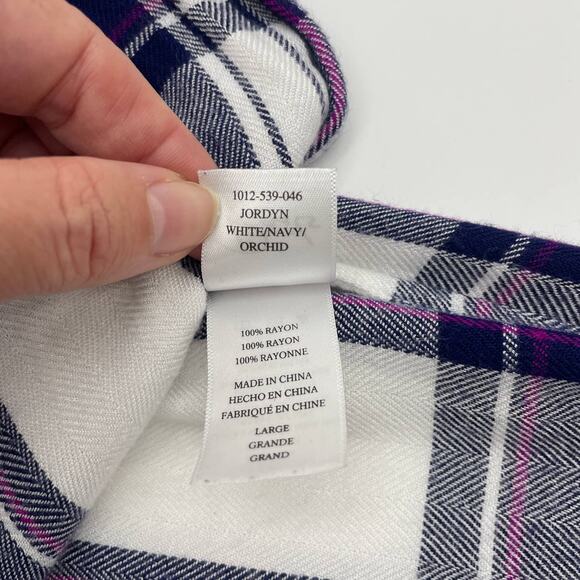 1012-539-046
JORDYN
WHITE/NAVY/
ORCHID
100% RAYON
100% RAYON
100% RAYONNE
MADE IN CHINA
HECHO EN CHINA
FABRIQUÉ EN CHINE
LARGE
GRANDE
GRAND